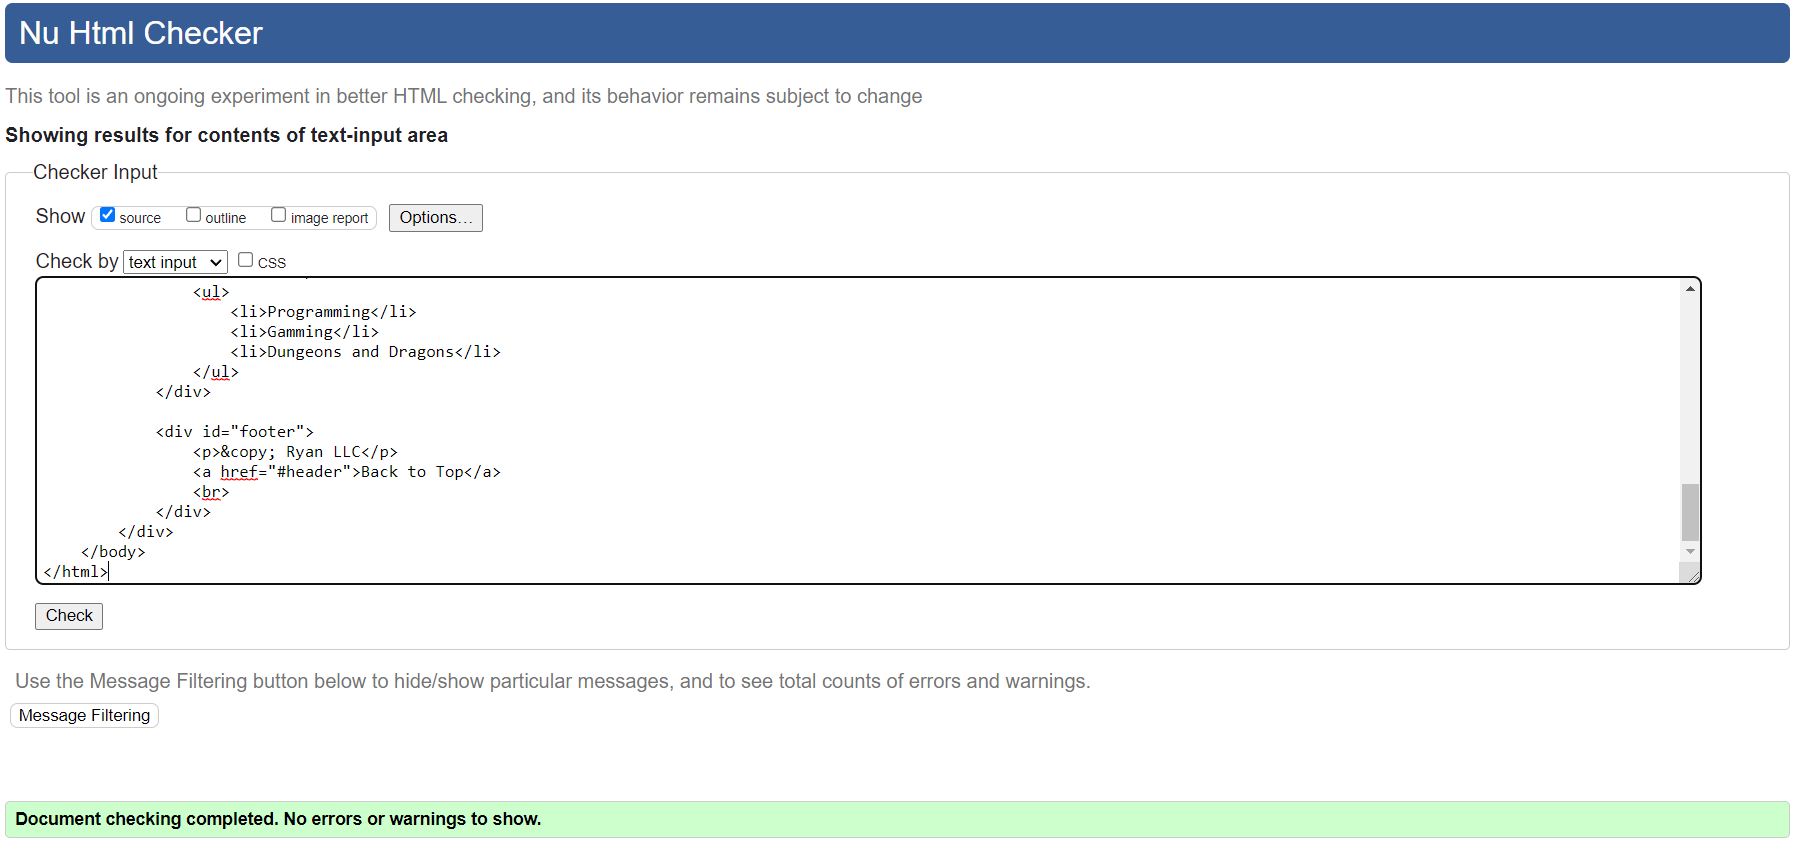 Nu Html Checker
This tool is an ongoing experiment in better HTML checking, and its behavior remains subject to change
Showing results for contents of text-input area
Checker Input
Show source outline image report Options...
Check by text input CSS
<ul>
<li>Programming</li>
<li>Gamming</li>
<li>Dungeons and Dragons</li>
</ul>
</div>
<div id="footer">
<p>&copy; Ryan LLC</p>
<a href="#header">Back to Top</a>
<br>
</div>
</div>
</body>
</html>
Check
Use the Message Filtering button below to hide/show particular messages, and to see total counts of errors and warnings.
Message Filtering
Document checking completed. No errors or warnings to show.